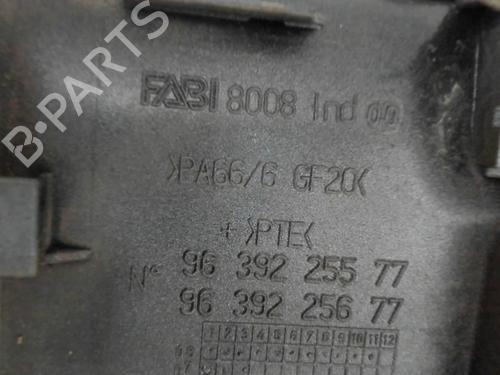 FABI 8008 Ind
>PA66/6 GF20<
+ >PTE<
N° 96 392 255 77
96 392 256 77
1 2 3 4 5 6 7 8 9 10 11 12
B-PARTS